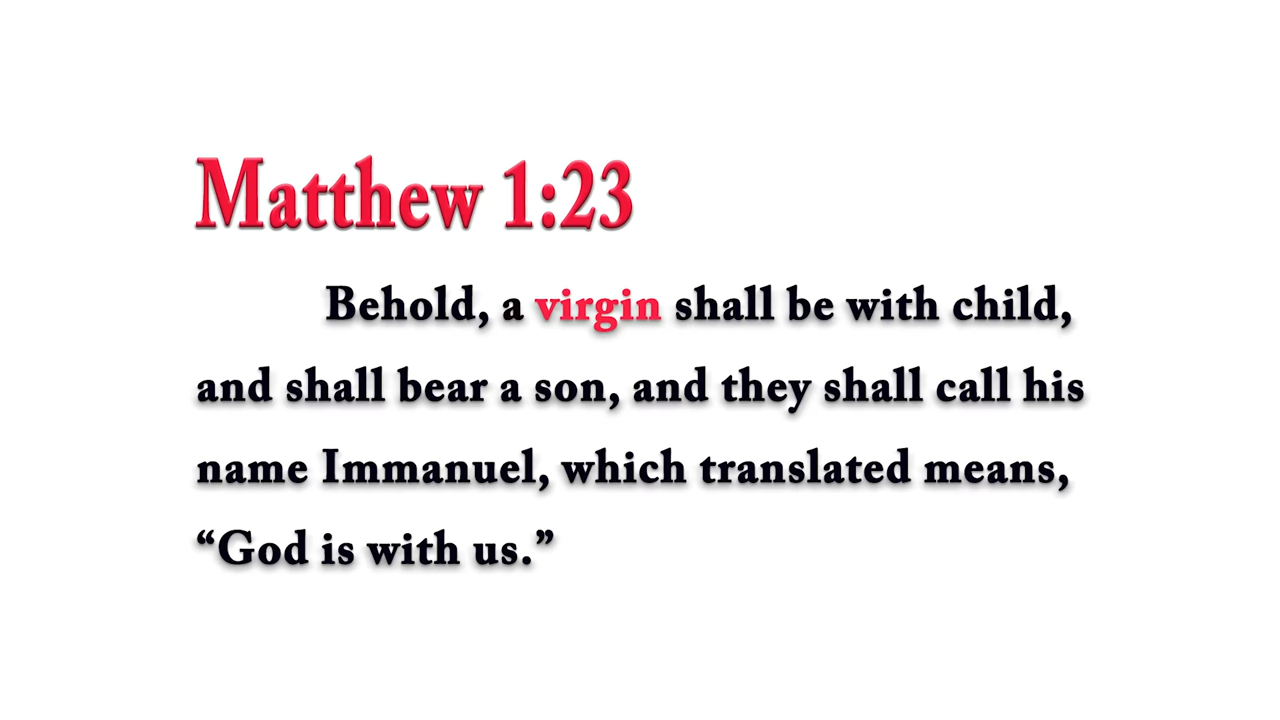 Matthew 1:23
Behold, a virgin shall be with child,
and shall bear a son, and they shall call his
name Immanuel, which translated means,
“God is with us.”